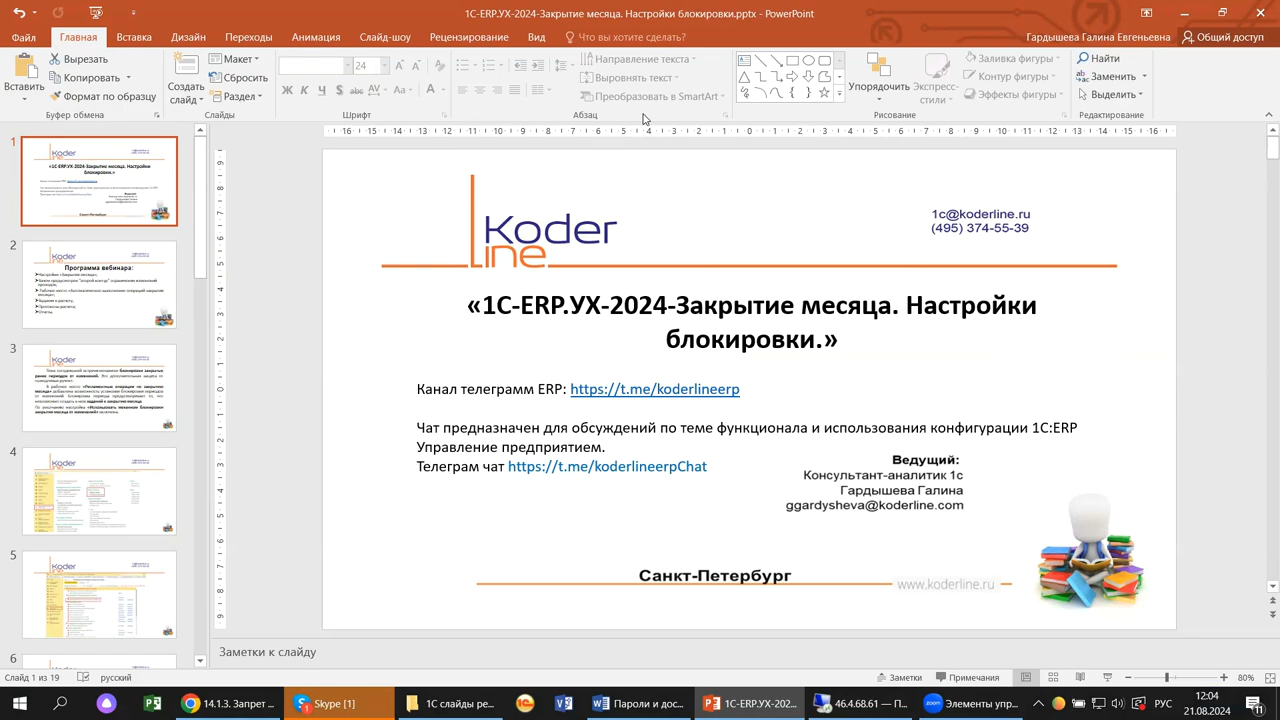 1С-ERP.УХ-2024-Закрытие месяца. Настройки блокировки.pptx - PowerPoint
Файл Главная Вставка Дизайн Переходы Анимация Слайд-шоу Рецензирование Вид Что вы хотите сделать? Гардышева Галина Евгеньевна Общий доступ
Вставить
Вырезать
Копировать
Формат по образцу
Буфер обмена
Создать слайд
Макет
Сбросить
Раздел
Слайды
24
Шрифт
Направление текста
Выровнять текст
Преобразовать в SmartArt
Абзац
Упорядочить
Экспресс-стили
Заливка фигуры
Контур фигуры
Эффекты фигуры
Рисование
Найти
Заменить
Выделить
Редактирование
1
2
Программа вебинара:
3
4
5
6
Koder
line
1c@koderline.ru
(495) 374-55-39
«1С-ERP.УХ-2024-Закрытие месяца. Настройки
блокировки.»
Канал телеграмм ERP: https://t.me/koderlineerp
Чат предназначен для обсуждений по теме функционала и использования конфигурации 1С:ERP
Управление предприятием.
Телеграм чат https://t.me/koderlineerpChat
Ведущий:
Консультант-аналитик 1с
Гардышева Галина
ggardysheva@koderline.com
Санкт-Петербург
www.koderline.ru
Заметки к слайду
Слайд 1 из 19 русский Заметки Примечания 80%
14.1.3. Запрет ... Skype [1] 1С слайды ре... Пароли и дос... 1С-ERP.УХ-202... 46.4.68.61 — П... Элементы упр... РУС 12:04
21.08.2024